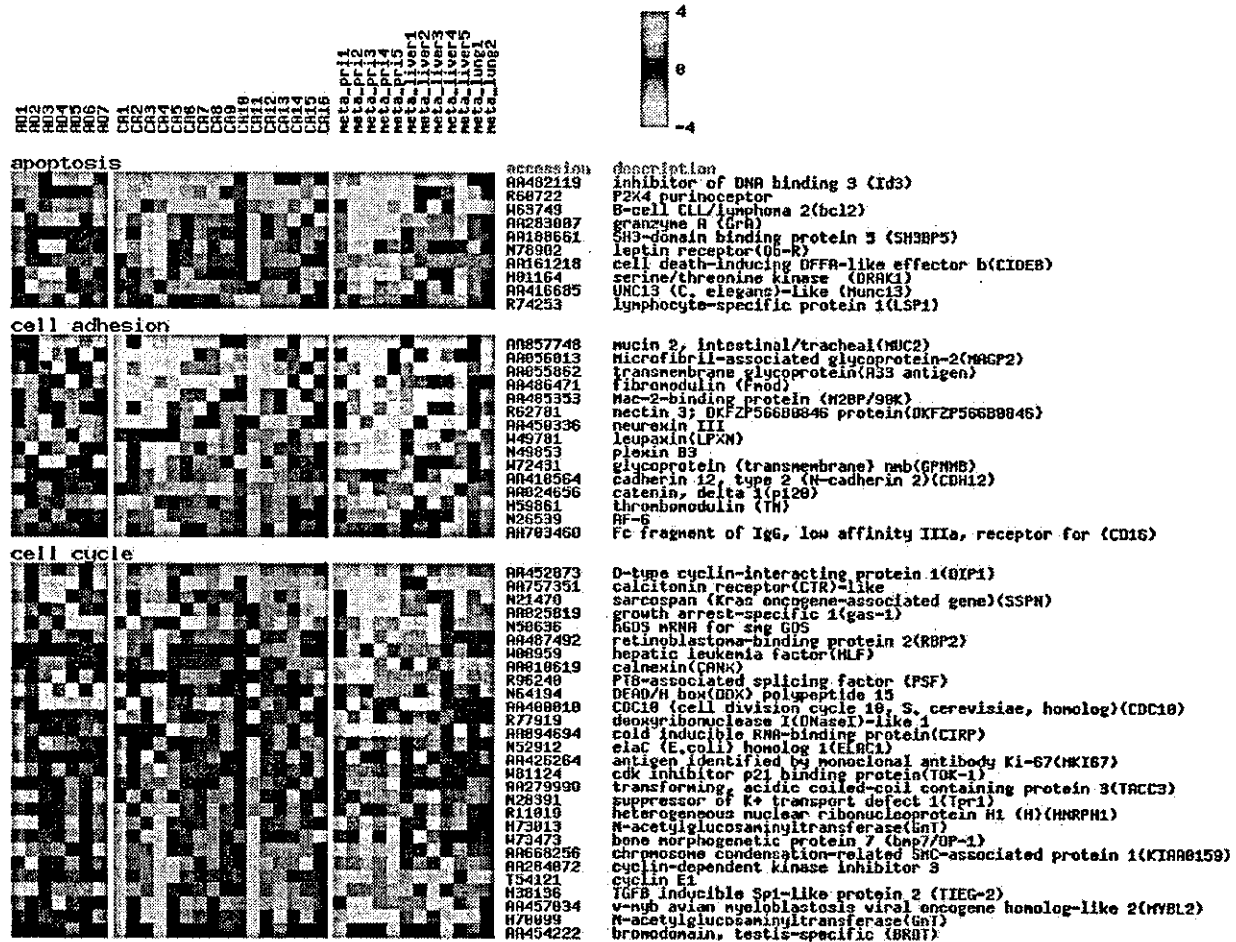 4
0
-4
AD1
AD2
AD3
AD4
AD5
AD6
AD7
CA1
CA2
CA3
CA4
CA5
CA6
CA7
CA8
CA9
CA10
CA11
CA12
CA13
CA14
CA15
CA16
meta_pri1
meta_pri2
meta_pri3
meta_pri4
meta_pri5
meta_liver1
meta_liver2
meta_liver3
meta_liver4
meta_liver5
meta_lung1
meta_lung2
apoptosis
accession description
AA482119 inhibitor of DNA binding 3 (Id3)
R60722 P2X4 purinoceptor
W63749 B-cell CLL/lymphoma 2(bcl2)
AA283007 granzyme A (GrA)
AA188661 SH3-domain binding protein 5 (SH3BP5)
N78902 leptin receptor(Ob-R)
AA161218 cell death-inducing DFFA-like effector b(CIDEB)
H01164 serine/threonine kinase (DRAK1)
AA416685 UNC13 (C. elegans)-like (Munc13)
R74253 lymphocyte-specific protein 1(LSP1)
cell adhesion
AA857748 mucin 2, intestinal/tracheal(MUC2)
AA056013 Microfibril-associated glycoprotein-2(MAGP2)
AA055862 transmembrane glycoprotein(A33 antigen)
AA486471 fibromodulin (Fmod)
AA485353 Mac-2-binding protein (M2BP/90K)
R62701 nectin 3; DKFZP566B0846 protein(DKFZP566B0846)
AA450336 neurexin III
W49781 leupaxin(LPXN)
N49853 plexin B3
W72431 glycoprotein (transmembrane) nmb(GPNMB)
AA410564 cadherin 12, type 2 (N-cadherin 2)(CDH12)
AA024656 catenin, delta 1(p120)
H59861 thrombomodulin (TM)
N26539 AF-6
AA703460 Fc fragment of IgG, low affinity IIIa, receptor for (CD16)
cell cycle
AA452873 D-type cyclin-interacting protein 1(DIP1)
AA757351 calcitonin receptor(CTR)-like
N21470 sarcospan (Kras oncogene-associated gene)(SSPN)
AA025819 growth arrest-specific 1(gas-1)
N50636 hGDS mRNA for smg GDS
AA487492 retinoblastoma-binding protein 2(RBP2)
W08959 hepatic leukemia factor(HLF)
AA010619 calnexin(CANX)
R96240 PTB-associated splicing factor (PSF)
N64194 DEAD/H box(DDX) polypeptide 15
AA400010 CDC10 (cell division cycle 10, S. cerevisiae, homolog)(CDC10)
R77919 deoxyribonuclease I(DNaseI)-like 1
AA894694 cold inducible RNA-binding protein(CIRP)
N52912 elaC (E.coli) homolog 1(ELAC1)
AA426264 antigen identified by monoclonal antibody Ki-67(MKI67)
W81124 cdk inhibitor p21 binding protein(TOK-1)
AA279990 transforming, acidic coiled-coil containing protein 3(TACC3)
N28391 suppressor of K+ transport defect 1(Tpr1)
R11019 heterogeneous nuclear ribonucleoprotein H1 (H)(HNRPH1)
H73013 N-acetylglucosaminyltransferase(GnT)
W73473 bone morphogenetic protein 7 (bmp7/OP-1)
AA668256 chromosome condensation-related SMC-associated protein 1(KIAA0159)
AA284072 cyclin-dependent kinase inhibitor 3
T54121 cyclin E1
H38136 TGFB inducible Sp1-like protein 2 (TIEG-2)
AA457034 v-myb avian myeloblastosis viral oncogene homolog-like 2(MYBL2)
H70099 N-acetylglucosaminyltransferase(GnT)
AA454222 bromodomain, testis-specific (BRDT)